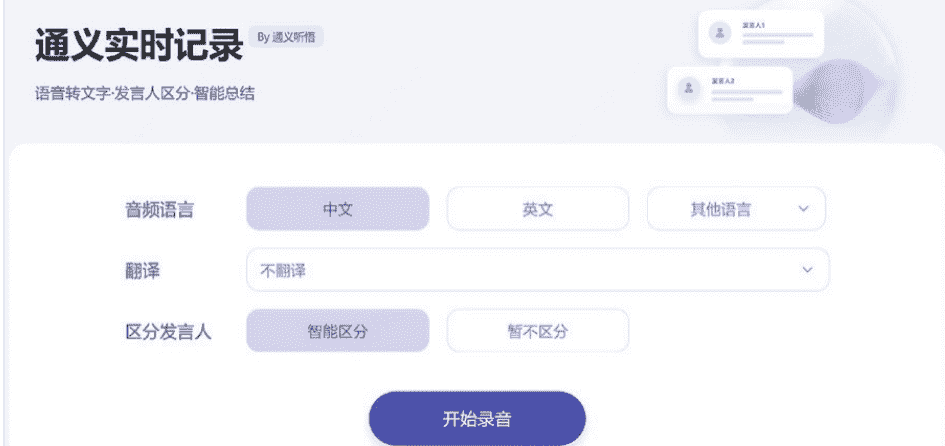 通义实时记录 By 通义听悟
语音转文字·发言人区分·智能总结
发言人1
发言人2
音频语言 中文 英文 其他语言
翻译 不翻译
区分发言人 智能区分 暂不区分
开始录音